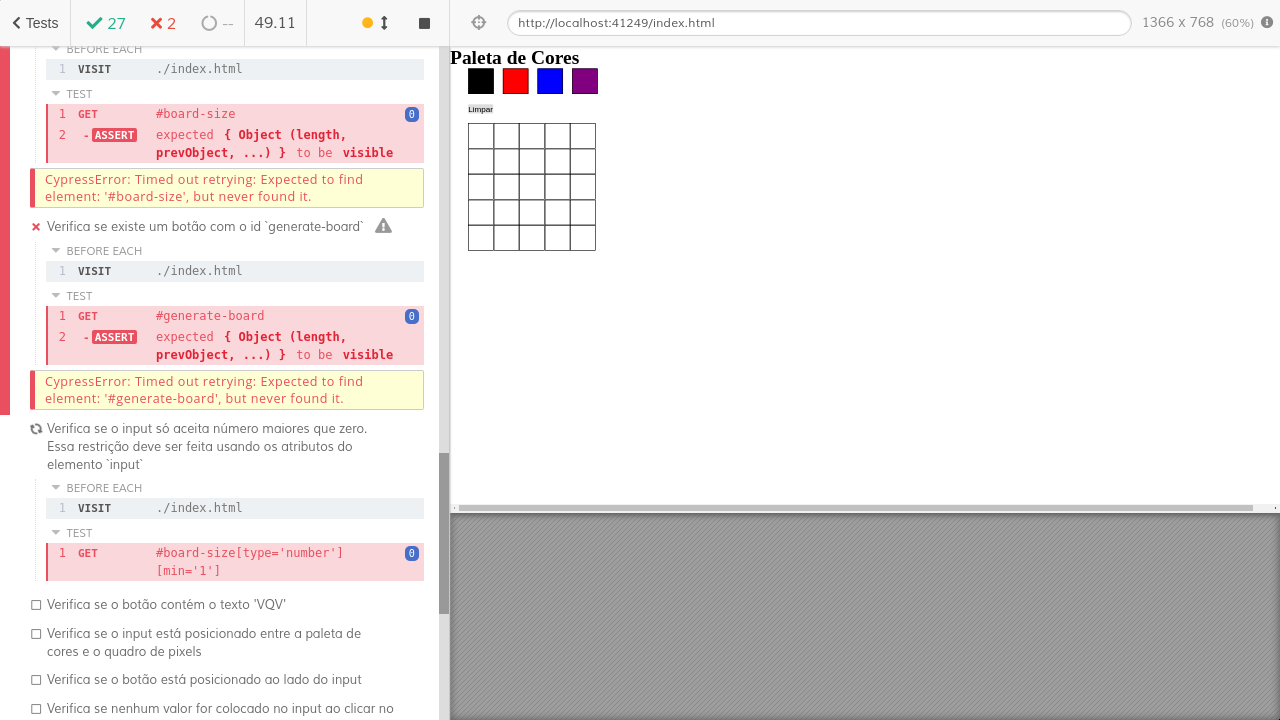 Tests
27
2
--
49.11
http://localhost:41249/index.html
1366 x 768 (60%)
BEFORE EACH
1 VISIT ./index.html
TEST
1 GET #board-size 0
2 -ASSERT expected { Object (length,
prevObject, ...) } to be visible
CypressError: Timed out retrying: Expected to find
element: '#board-size', but never found it.
Verifica se existe um botão com o id `generate-board`
BEFORE EACH
1 VISIT ./index.html
TEST
1 GET #generate-board 0
2 -ASSERT expected { Object (length,
prevObject, ...) } to be visible
CypressError: Timed out retrying: Expected to find
element: '#generate-board', but never found it.
Verifica se o input só aceita número maiores que zero.
Essa restrição deve ser feita usando os atributos do
elemento `input`
BEFORE EACH
1 VISIT ./index.html
TEST
1 GET #board-size[type='number'] 0
[min='1']
Verifica se o botão contém o texto 'VQV'
Verifica se o input está posicionado entre a paleta de
cores e o quadro de pixels
Verifica se o botão está posicionado ao lado do input
Verifica se nenhum valor for colocado no input ao clicar no
Paleta de Cores
Limpar